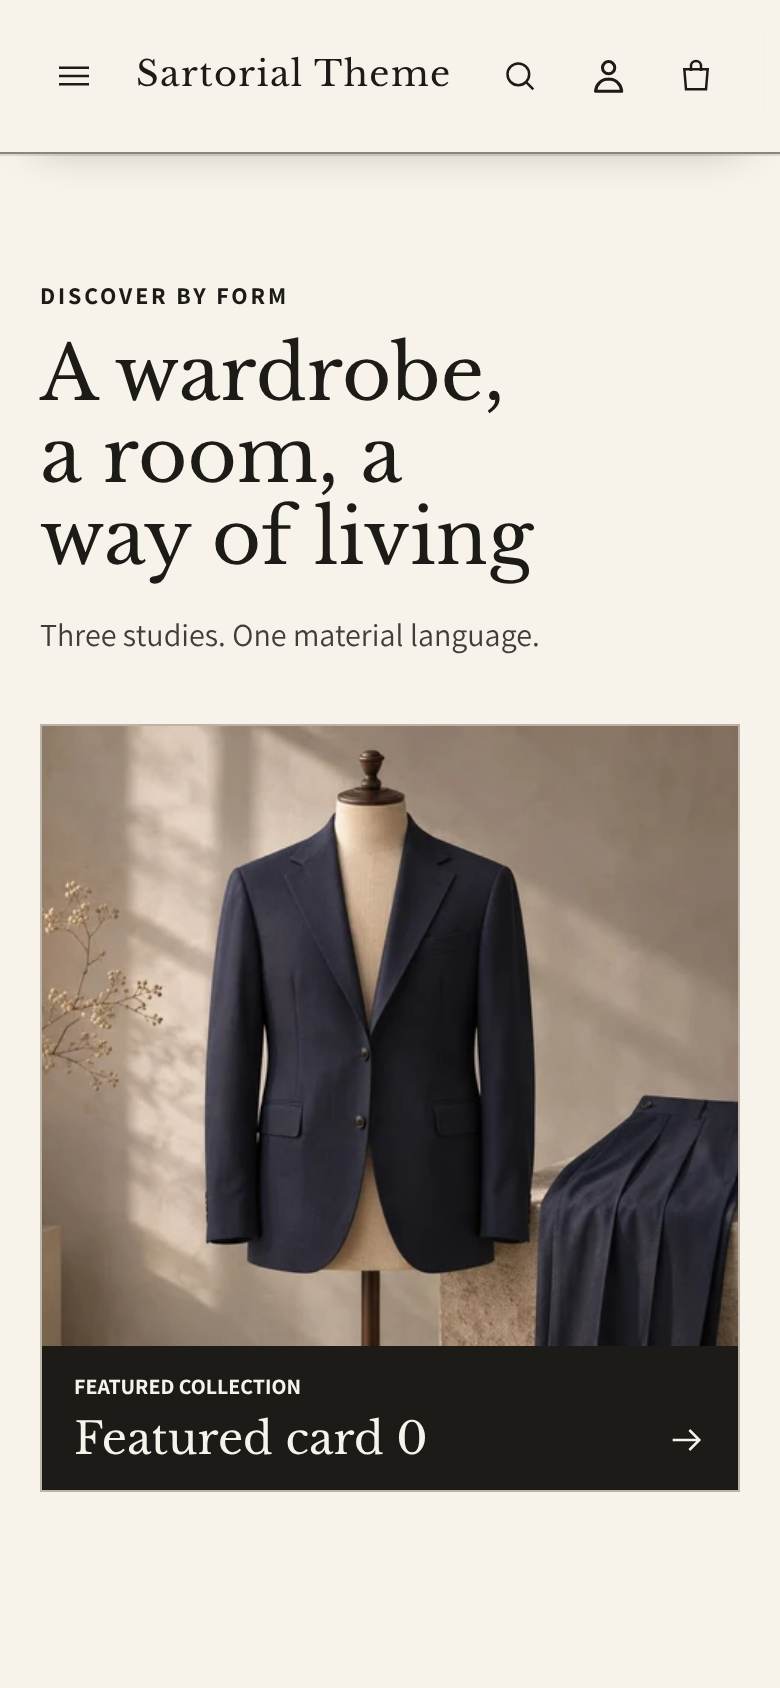 Sartorial Theme
DISCOVER BY FORM
A wardrobe,
a room, a
way of living
Three studies. One material language.
FEATURED COLLECTION
Featured card 0